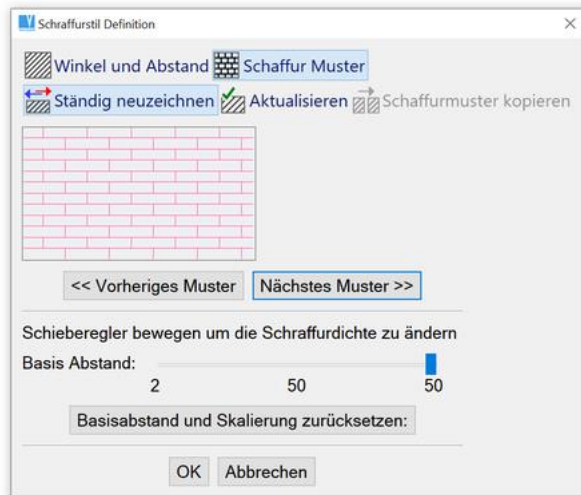 Schraffurstil Definition
Winkel und Abstand Schaffur Muster
Ständig neuzeichnen Aktualisieren Schaffurmuster kopieren
<< Vorheriges Muster Nächstes Muster >>
Schieberegler bewegen um die Schraffurdichte zu ändern
Basis Abstand:
2 50 50
Basisabstand und Skalierung zurücksetzen:
OK Abbrechen